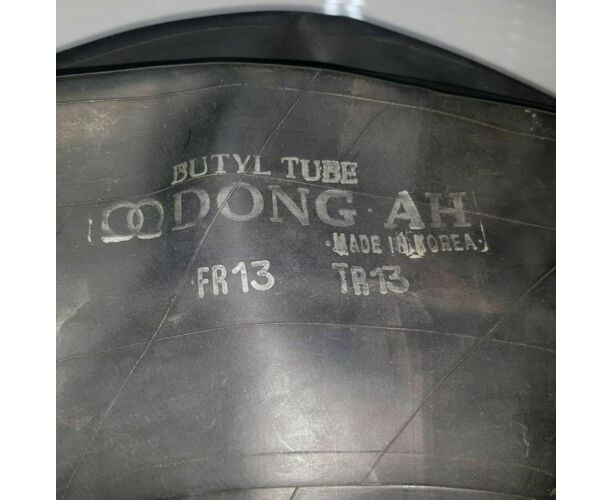 BUTYL TUBE
DONG AH
·MADE IN KOREA·
FR13 TR13